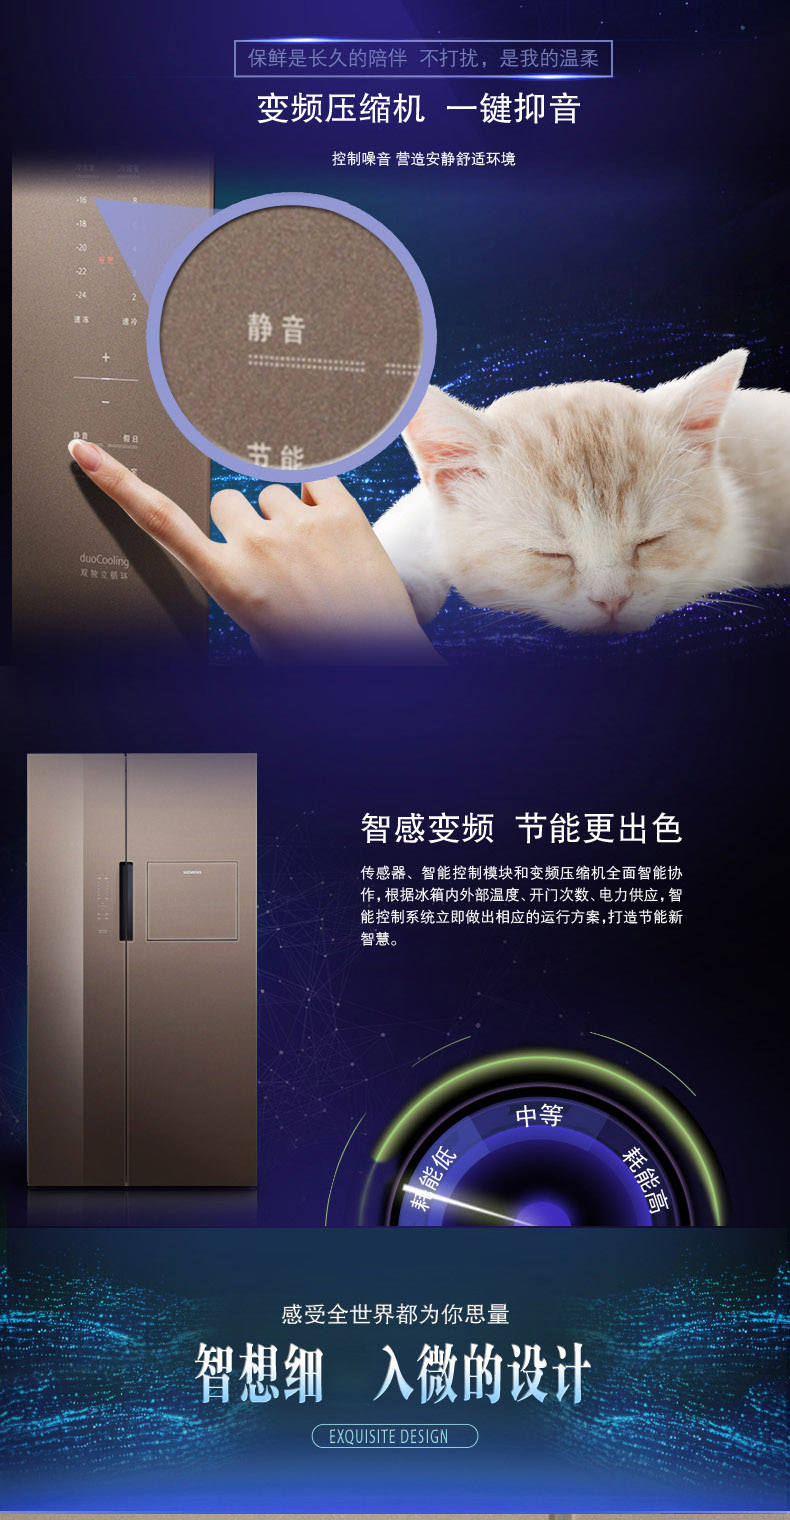 保鲜是长久的陪伴 不打扰，是我的温柔
变频压缩机 一键抑音
控制噪音 营造安静舒适环境
-16
8
-18
-20
4
-22
-24
2
速冻 速冷
+
-
静音 假日
静音
节能
duoCooling
双独立循环
智感变频 节能更出色
传感器、智能控制模块和变频压缩机全面智能协
作，根据冰箱内外部温度、开门次数、电力供应，智
能控制系统立即做出相应的运行方案，打造节能新
智慧。
SIEMENS
耗能低
中等
耗能高
感受全世界都为你思量
智想细 入微的设计
EXQUISITE DESIGN